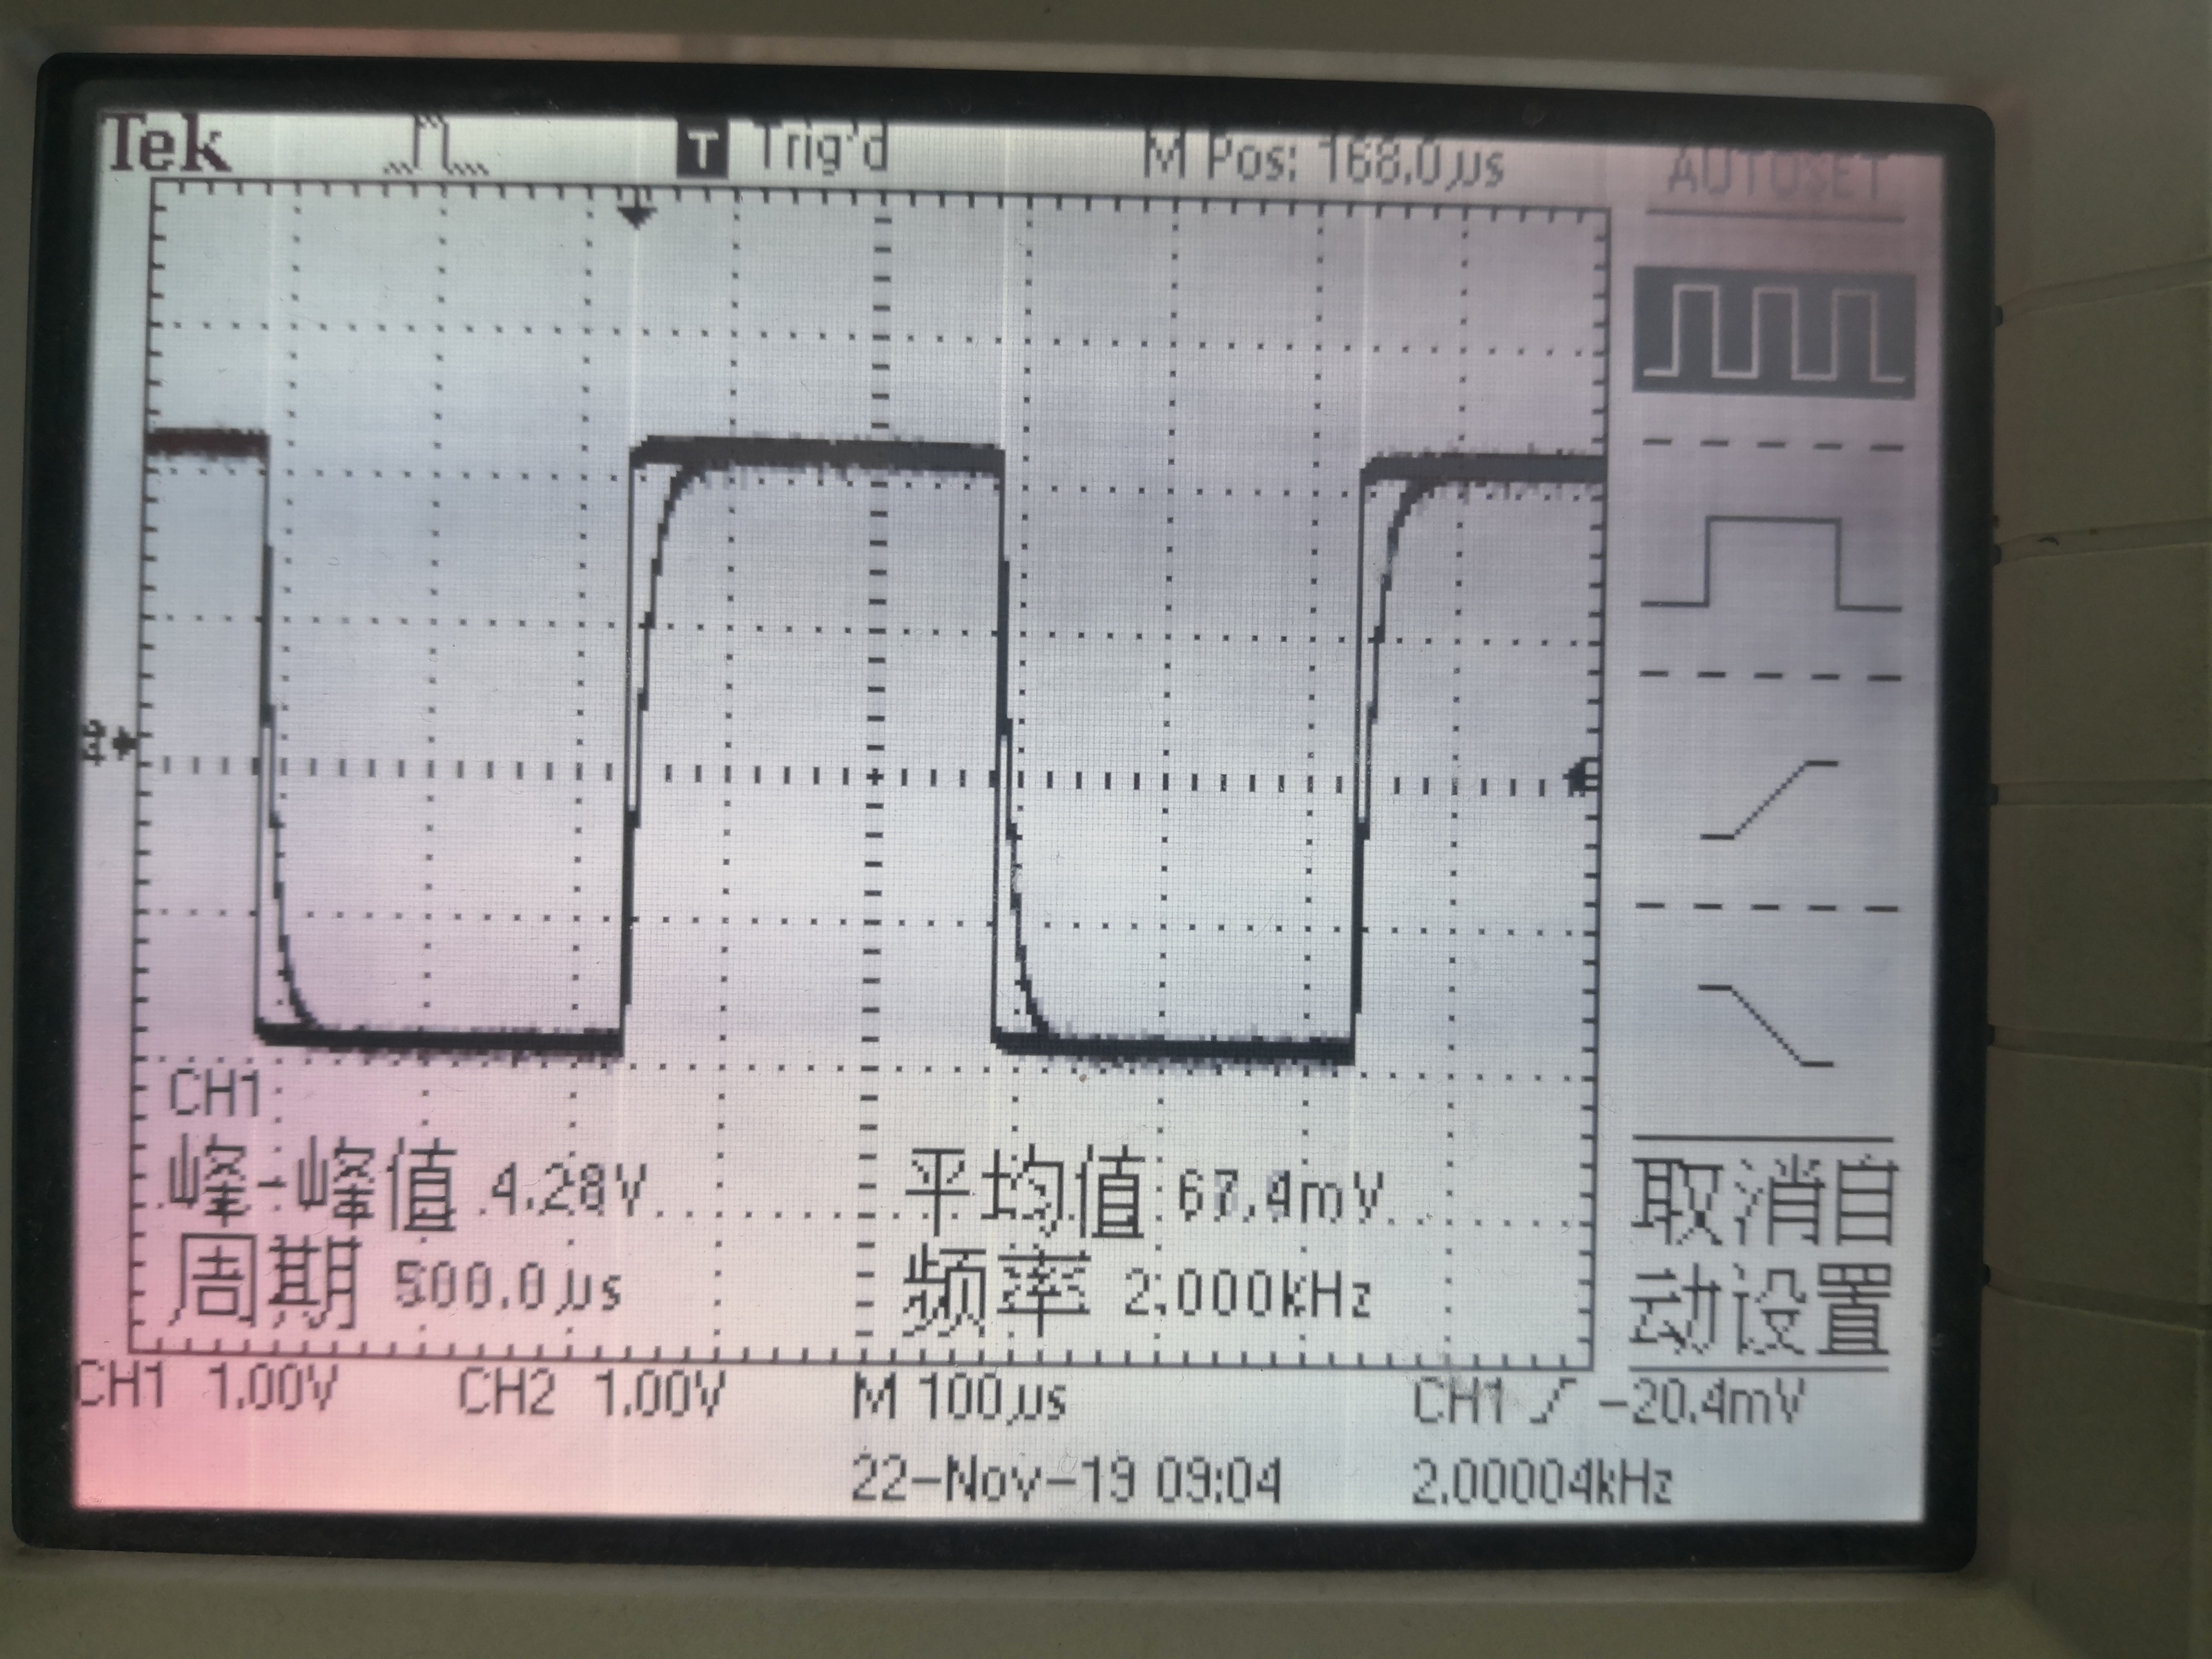 Tek T Trig'd M Pos: 168.0µs AUTOSET
CH1
峰-峰值 4.28V 平均值 67.4mV
周期 500.0µs 频率 2.000kHz
取消自
动设置
CH1 1.00V CH2 1.00V M 100µs CH1 -20.4mV
22-Nov-19 09:04 2.00004kHz